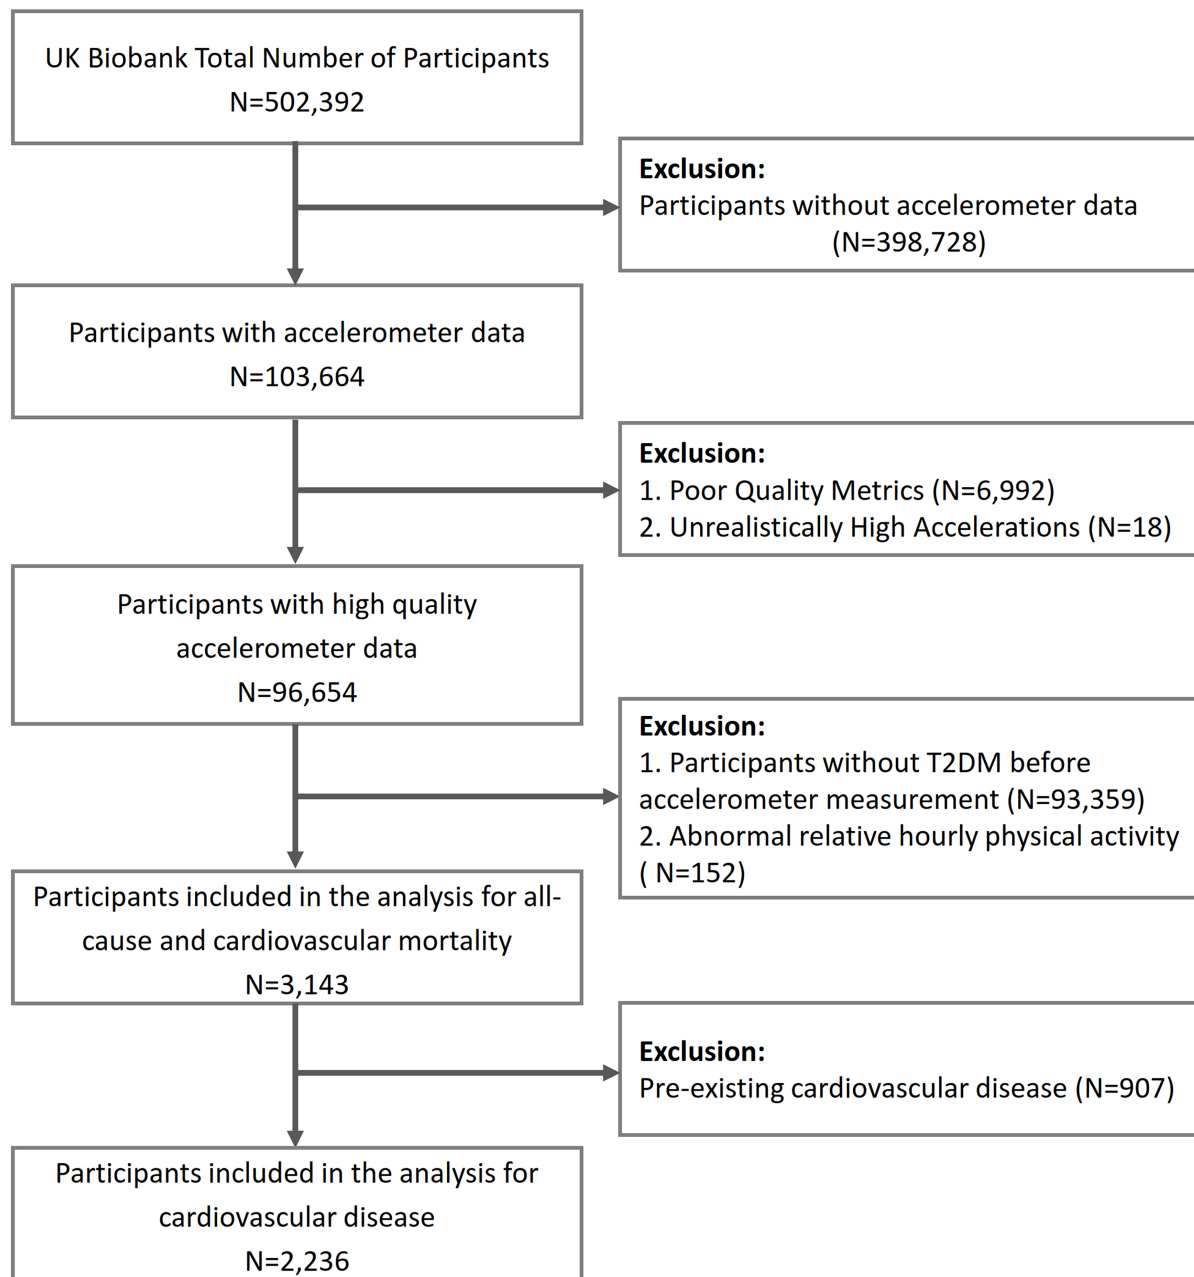 UK Biobank Total Number of Participants
N=502,392
Exclusion:
Participants without accelerometer data
(N=398,728)
Participants with accelerometer data
N=103,664
Exclusion:
1. Poor Quality Metrics (N=6,992)
2. Unrealistically High Accelerations (N=18)
Participants with high quality
accelerometer data
N=96,654
Exclusion:
1. Participants without T2DM before
accelerometer measurement (N=93,359)
2. Abnormal relative hourly physical activity
( N=152)
Participants included in the analysis for all-
cause and cardiovascular mortality
N=3,143
Exclusion:
Pre-existing cardiovascular disease (N=907)
Participants included in the analysis for
cardiovascular disease
N=2,236